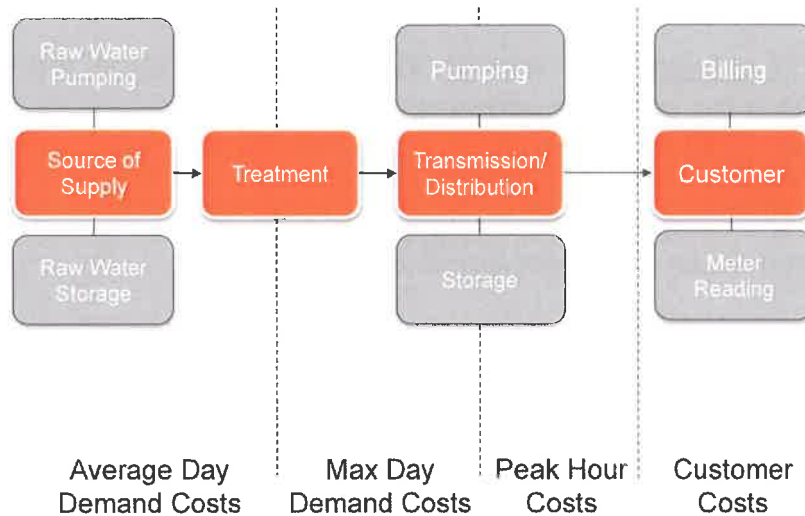 Raw Water
Pumping
Pumping
Billing
Source of
Supply
Treatment
Transmission/
Distribution
Customer
Raw Water
Storage
Storage
Meter
Reading
Average Day
Demand Costs
Max Day
Demand Costs
Peak Hour
Costs
Customer
Costs